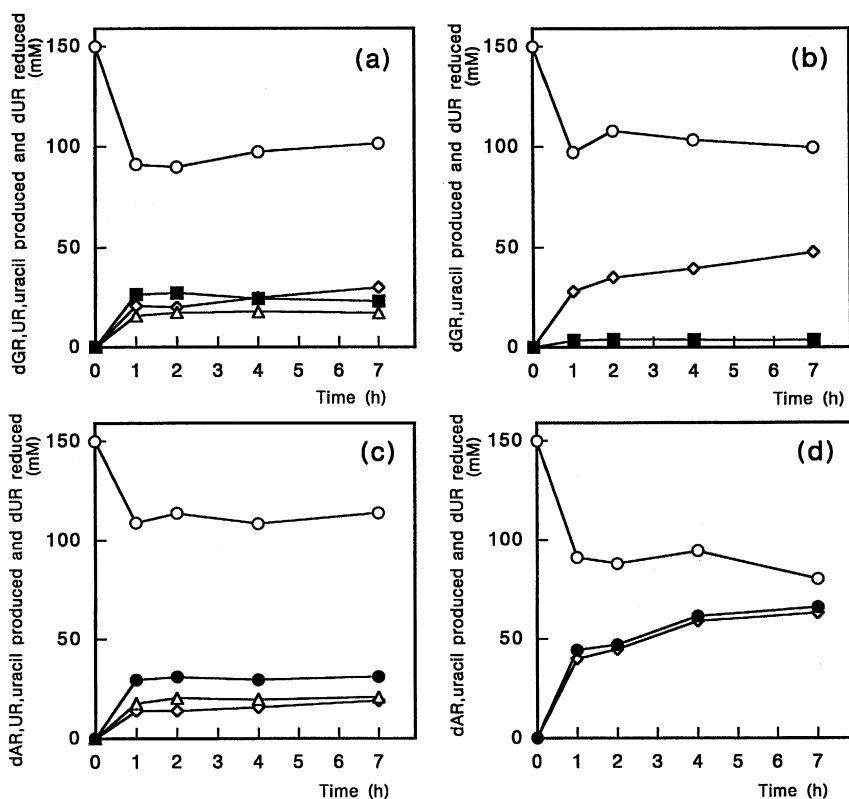 dGR,UR,uracil produced and dUR reduced
(mM)
150
100
50
0
(a)
0 1 2 3 4 5 6 7
Time (h)
dGR,uracil produced and dUR reduced
(mM)
150
100
50
0
(b)
0 1 2 3 4 5 6 7
Time (h)
dAR,UR,uracil produced and dUR reduced
(mM)
150
100
50
0
(c)
0 1 2 3 4 5 6 7
Time (h)
dAR,uracil produced and dUR reduced
(mM)
150
100
50
0
(d)
0 1 2 3 4 5 6 7
Time (h)